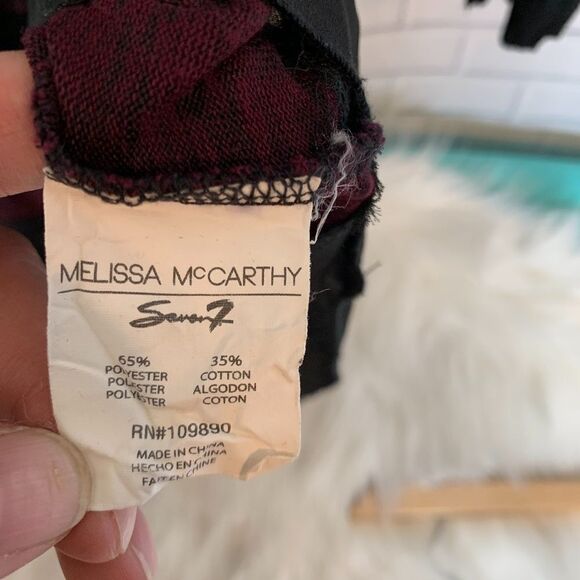 MELISSA McCARTHY
Seven7
65% 35%
POLYESTER COTTON
POLIESTER ALGODON
POLYESTER COTON
RN#109890
MADE IN CHINA
HECHO EN CHINA
FAIT EN CHINE